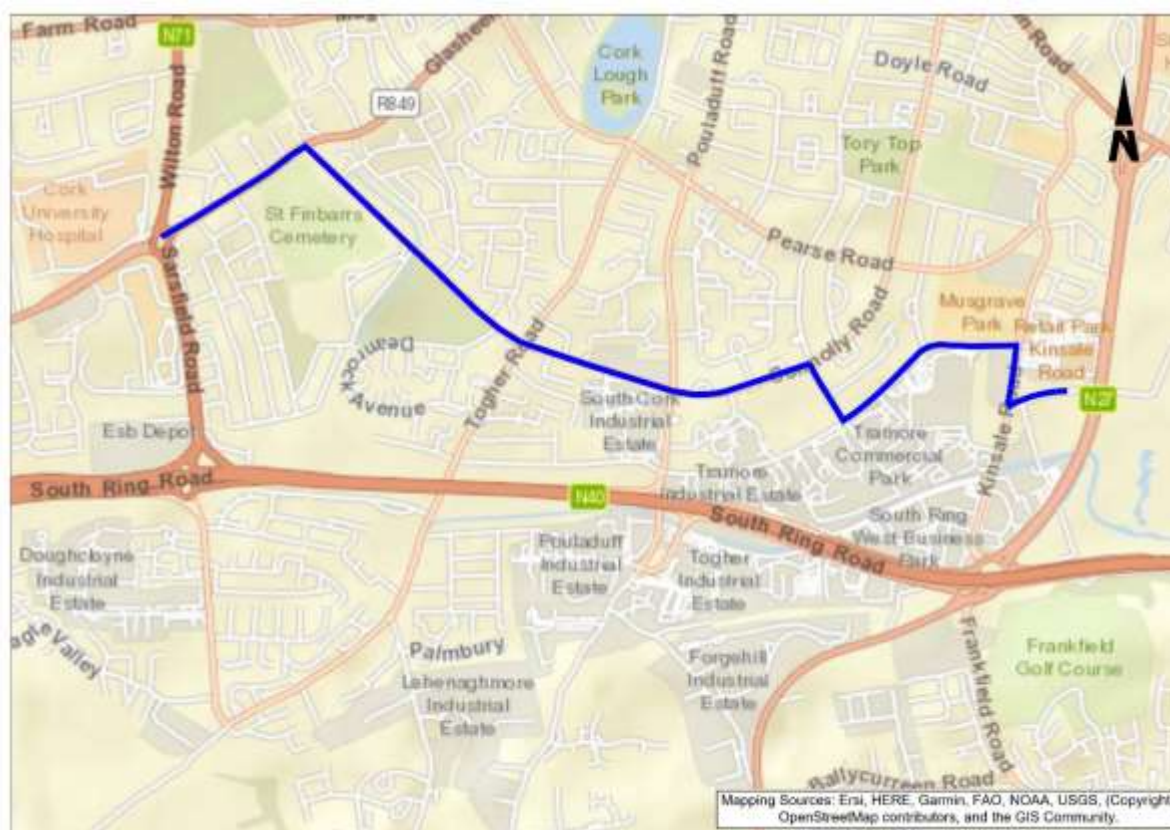 Farm Road
N71
Wilton Road
R849
Cork
Lough
Park
Pouladuff Road
Doyle Road
Road
N
Tory Top
Park
Cork
University
Hospital
St Finbarrs
Cemetery
Sarsfield Road
Pearse Road
Musgrave
Park
Retail Park
Kinsale
Road
Connolly Road
Togher Road
Avenue
N27
South Cork
Industrial
Estate
Esb Depot
Tramore
Commercial
Park
Kinsale
South Ring Road
N40
Tramore
Industrial Estate
South Ring
West Business
Park
South Ring Road
Doughcloyne
Industrial
Estate
Pouladuff
Industrial
Estate
Togher
Industrial
Estate
Valley
Palmbury
Lehenaghmore
Industrial
Estate
Forgehill
Industrial
Estate
Frankfield
Golf Course
Frankfield Road
Ballycurreen Road
Mapping Sources: Ersi, HERE, Garmin, FAO, NOAA, USGS, (Copyright
OpenStreetMap contributors, and the GIS Community.